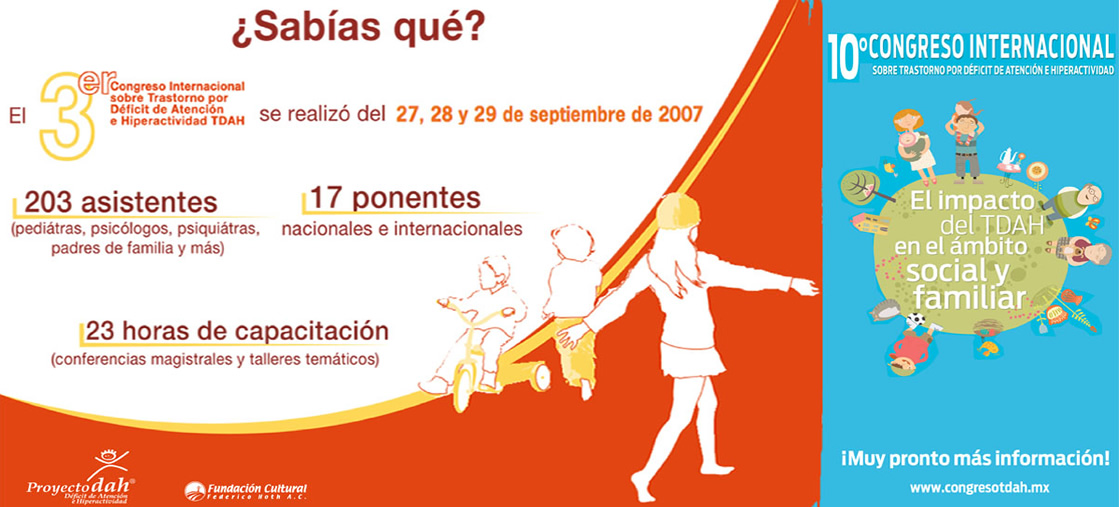 ¿Sabías qué?
El 3er Congreso Internacional
sobre Trastorno por
Déficit de Atención
e Hiperactividad TDAH
se realizó del 27, 28 y 29 de septiembre de 2007
203 asistentes
(pediátras, psicólogos, psiquiátras,
padres de familia y más)
17 ponentes
nacionales e internacionales
23 horas de capacitación
(conferencias magistrales y talleres temáticos)
Proyectodah®
Déficit de Atención
e Hiperactividad
Fundación Cultural
Federico Hoth A.C.
10º CONGRESO INTERNACIONAL
SOBRE TRASTORNO POR DÉFICIT DE ATENCIÓN E HIPERACTIVIDAD
El impacto
del TDAH
en el ámbito
social y
familiar
¡Muy pronto más información!
www.congresotdah.mx